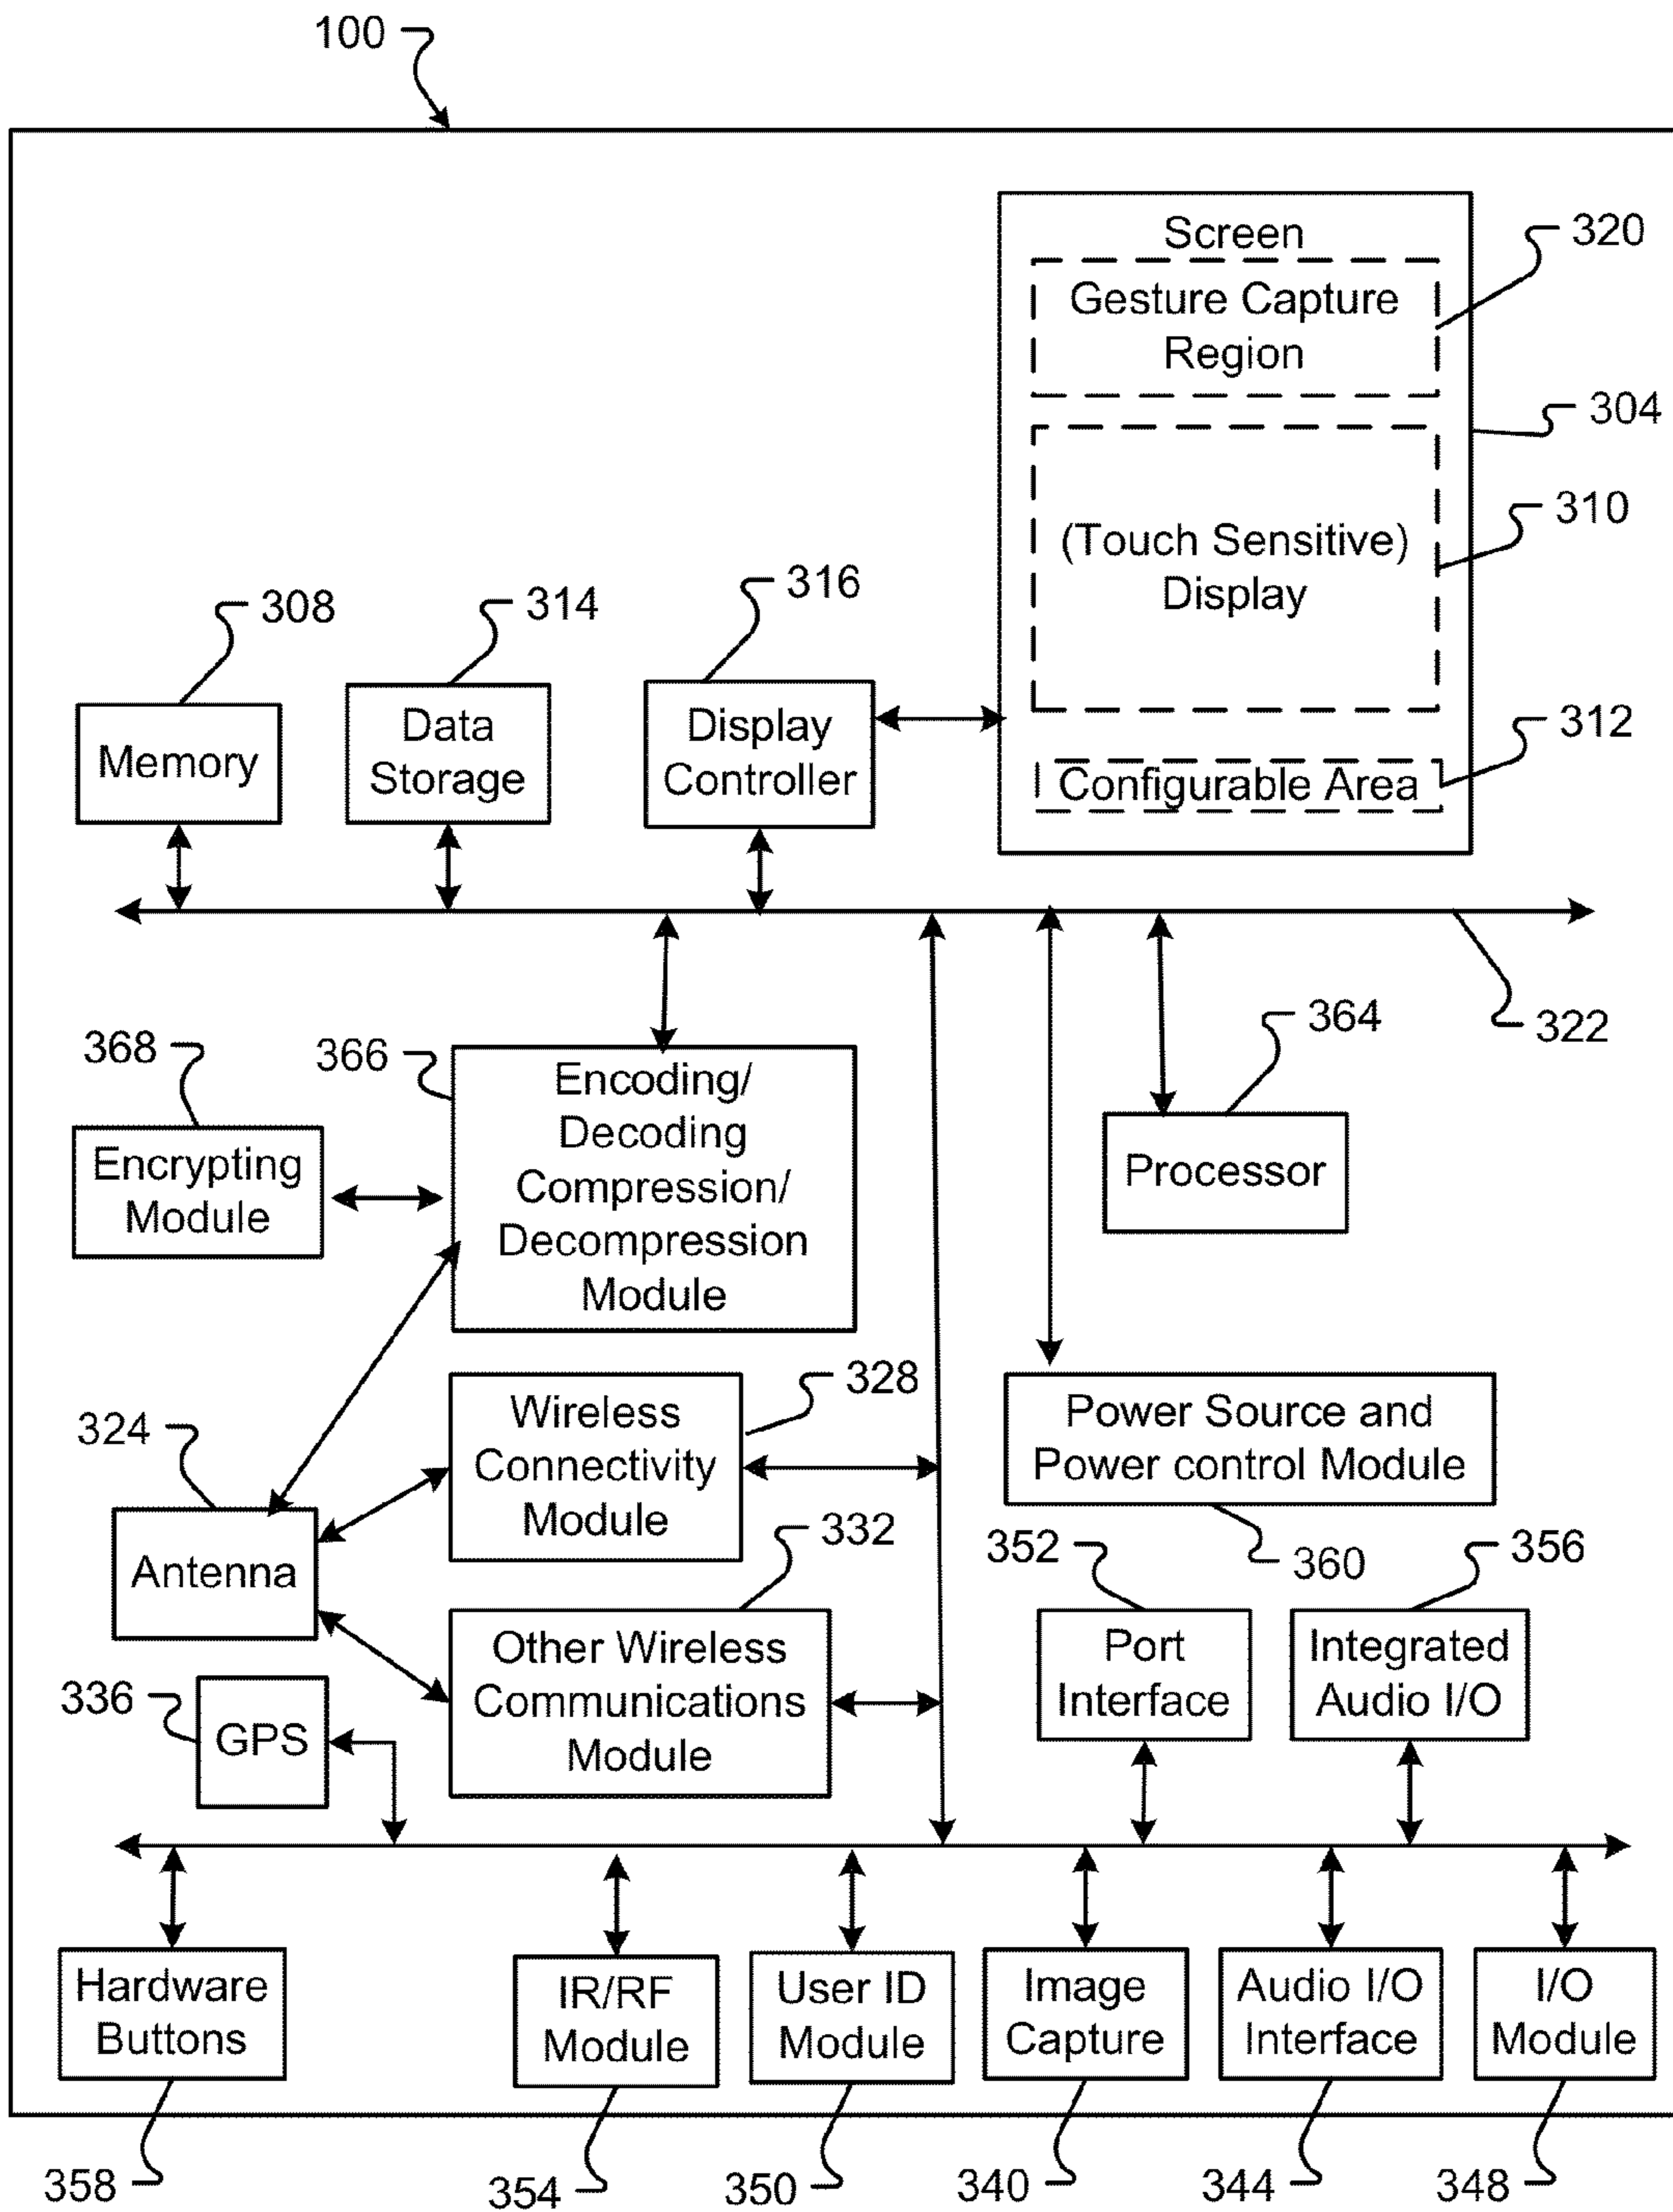 100
Screen
320
Gesture Capture
Region
304
310
(Touch Sensitive)
Display
316
308
314
Memory
Data
Storage
Display
Controller
312
Configurable Area
322
364
368
366
Encoding/
Decoding
Compression/
Decompression
Module
Encrypting
Module
Processor
328
324
Wireless
Connectivity
Module
Power Source and
Power control Module
332
352
360
356
Antenna
Other Wireless
Communications
Module
Port
Interface
Integrated
Audio I/O
336
GPS
Hardware
Buttons
IR/RF
Module
User ID
Module
Image
Capture
Audio I/O
Interface
I/O
Module
358
354
350
340
344
348